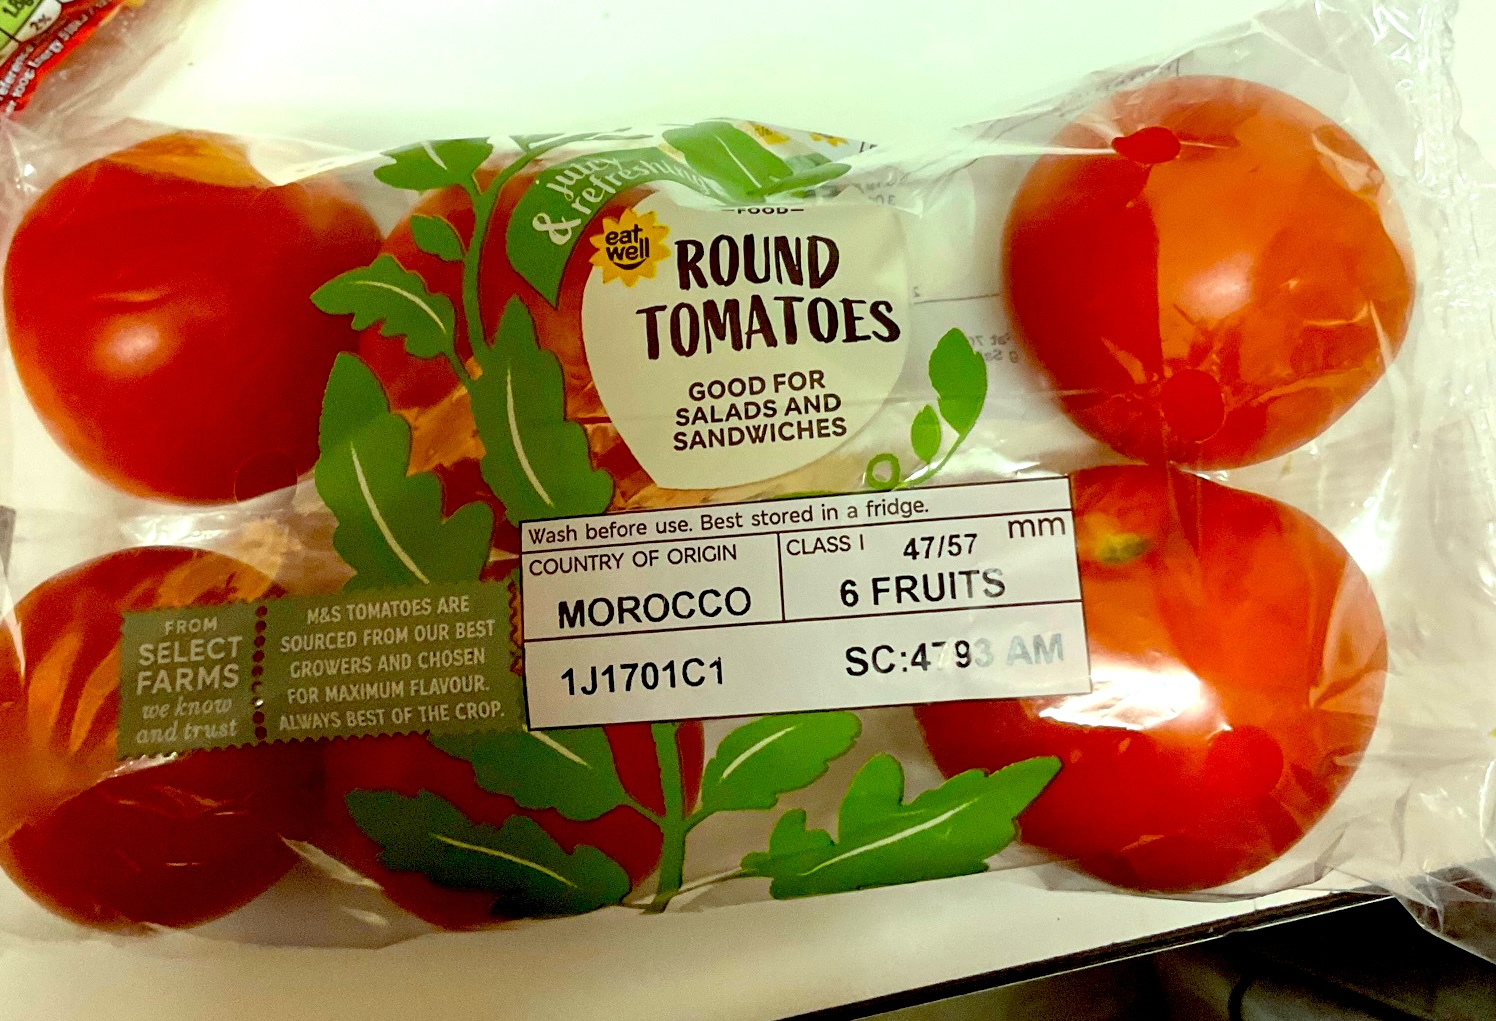 2%
juicy
& refreshing
FOOD
eat
well
ROUND
TOMATOES
GOOD FOR
SALADS AND
SANDWICHES
Wash before use. Best stored in a fridge.
COUNTRY OF ORIGIN
MOROCCO
CLASS I 47/57 mm
6 FRUITS
1J1701C1
AM
FROM
SELECT
FARMS
we know
and trust
M&S TOMATOES ARE
SOURCED FROM OUR BEST
GROWERS AND CHOSEN
FOR MAXIMUM FLAVOUR.
ALWAYS BEST OF THE CROP.